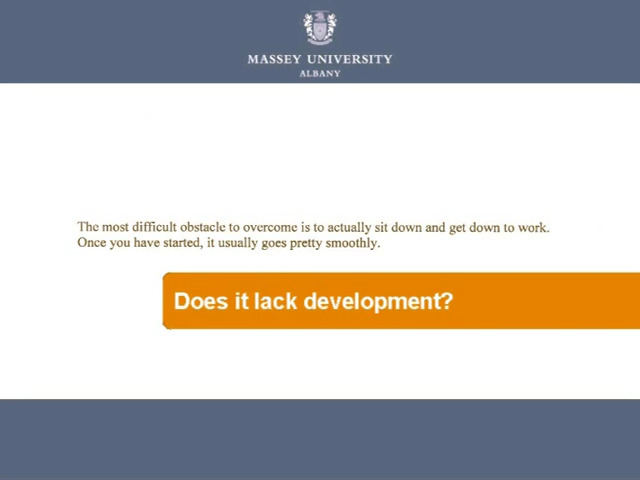 MASSEY UNIVERSITY
ALBANY
The most difficult obstacle to overcome is to actually sit down and get down to work.
Once you have started, it usually goes pretty smoothly.
Does it lack development?